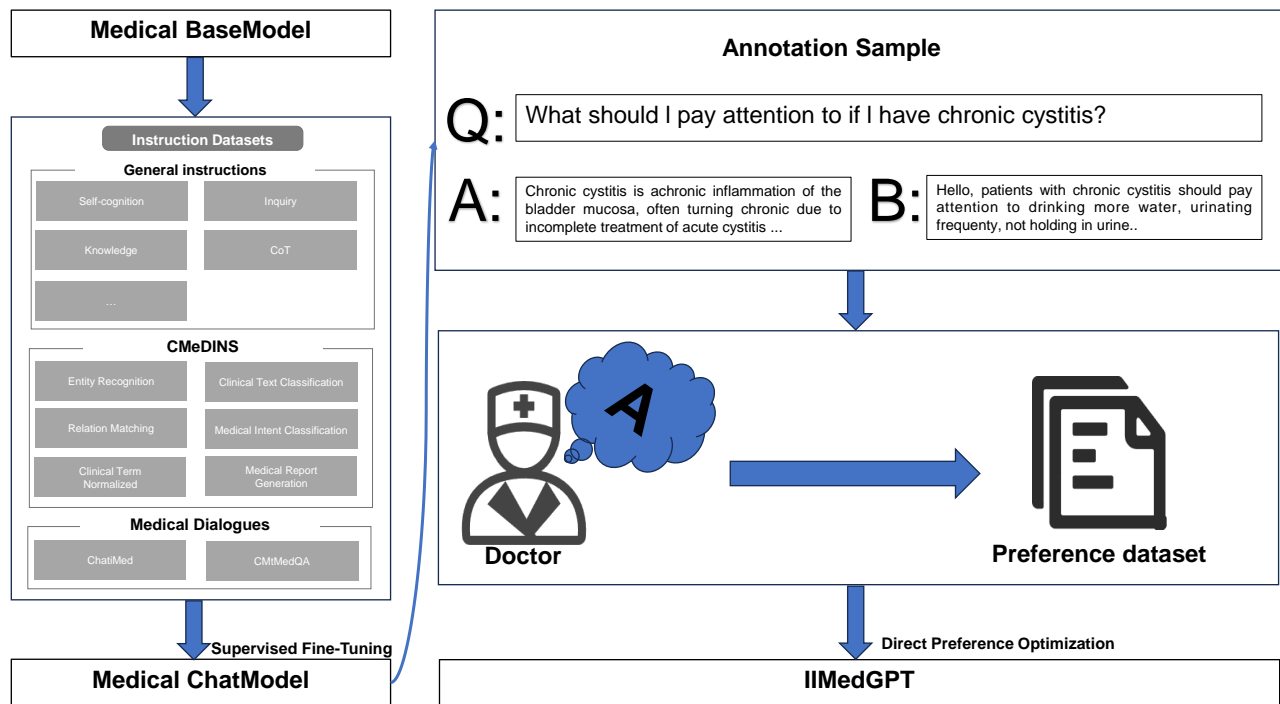 Medical BaseModel
Instruction Datasets
General instructions
Self-cognition
Inquiry
Knowledge
CoT
...
CMeDINS
Entity Recognition
Clinical Text Classification
Relation Matching
Medical Intent Classification
Clinical Term
Normalized
Medical Report
Generation
Medical Dialogues
ChatiMed
CMtMedQA
Supervised Fine-Tuning
Medical ChatModel
Annotation Sample
Q:
What should I pay attention to if I have chronic cystitis?
A:
Chronic cystitis is achronic inflammation of the
bladder mucosa, often turning chronic due to
incomplete treatment of acute cystitis ...
B:
Hello, patients with chronic cystitis should pay
attention to drinking more water, urinating
frequenty, not holding in urine..
A
Doctor
Preference dataset
Direct Preference Optimization
IIMedGPT